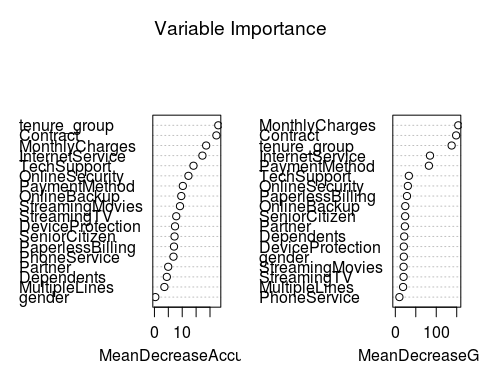 Variable Importance
tenure_group
Contract
MonthlyCharges
InternetService
TechSupport
OnlineSecurity
PaymentMethod
OnlineBackup
StreamingMovies
StreamingTV
DeviceProtection
SeniorCitizen
PaperlessBilling
PhoneService
Partner
Dependents
MultipleLines
gender
0 10
MeanDecreaseAccu
MonthlyCharges
Contract
tenure_group
InternetService
PaymentMethod
TechSupport
OnlineSecurity
PaperlessBilling
OnlineBackup
SeniorCitizen
Partner
Dependents
DeviceProtection
gender
StreamingMovies
StreamingTV
MultipleLines
PhoneService
0 100
MeanDecreaseG